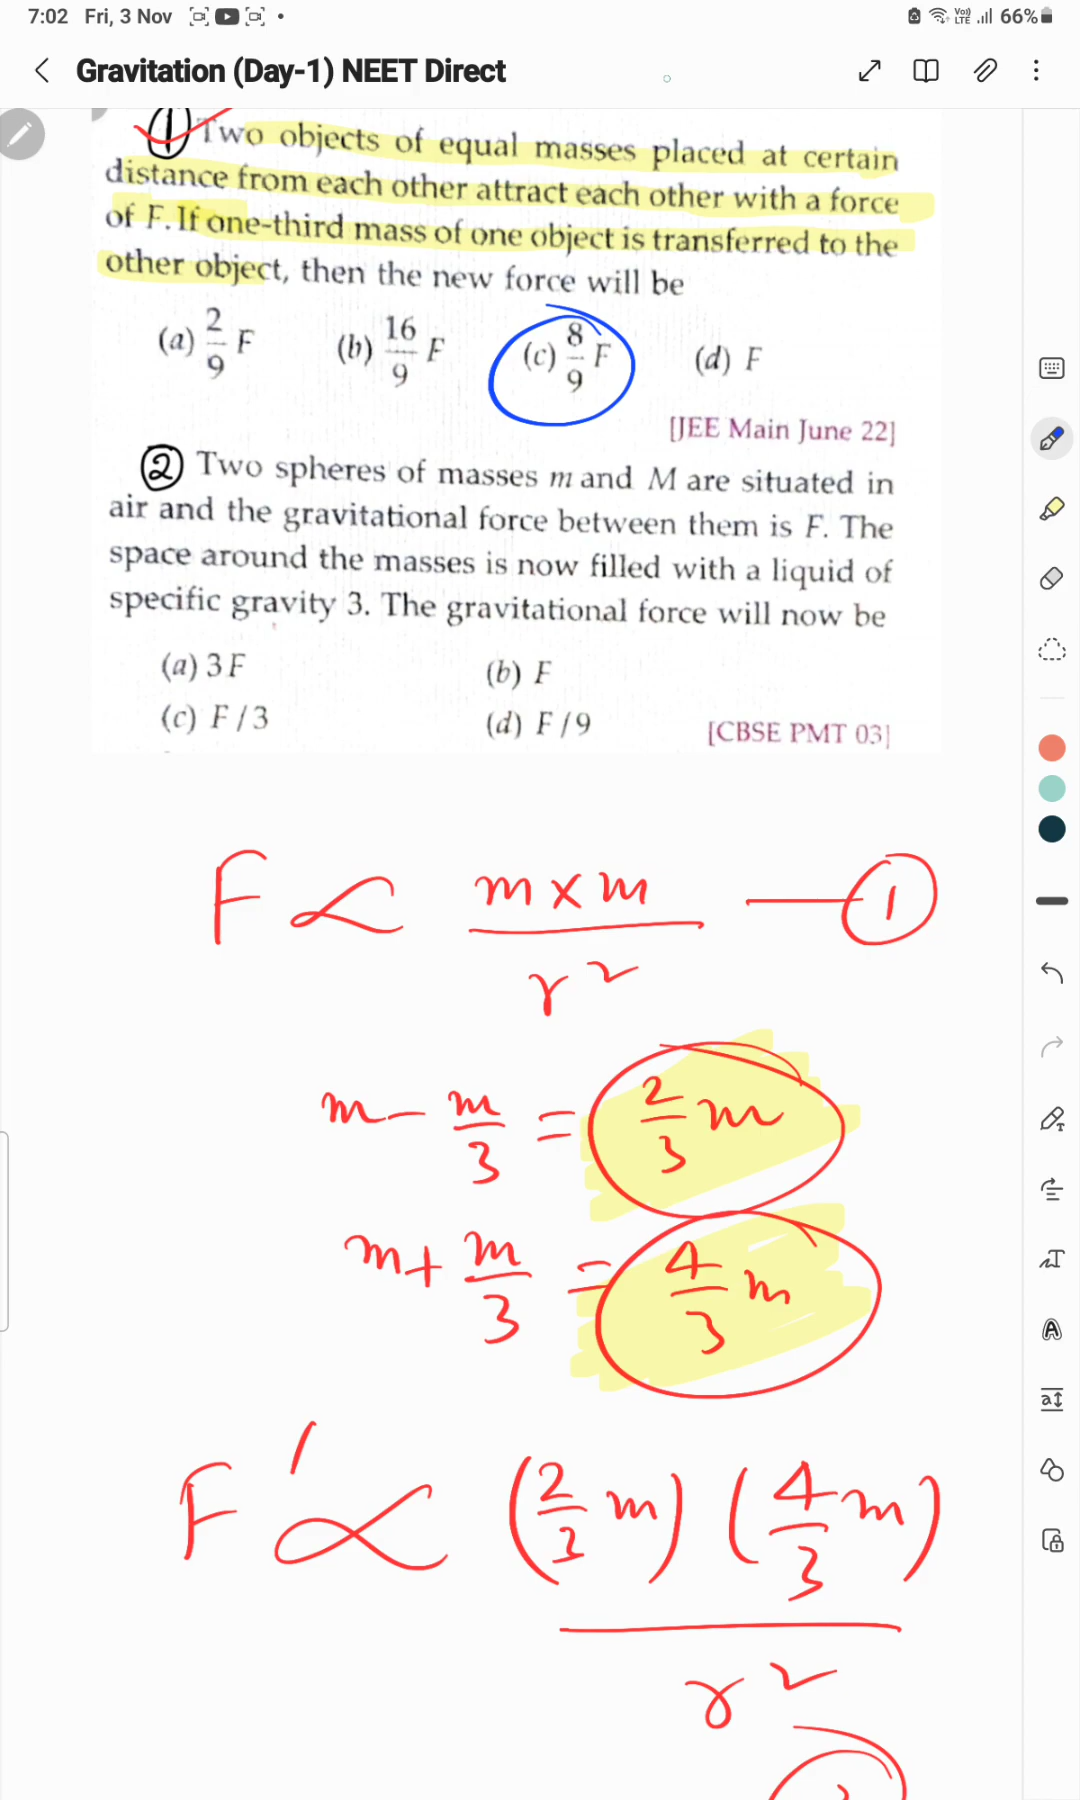 7:02 Fri, 3 Nov
66%
Gravitation (Day-1) NEET Direct
① Two objects of equal masses placed at certain
distance from each other attract each other with a force
of F. If one-third mass of one object is transferred to the
other object, then the new force will be
(a) 2/9 F (b) 16/9 F (c) 8/9 F (d) F
[JEE Main June 22]
② Two spheres of masses m and M are situated in
air and the gravitational force between them is F. The
space around the masses is now filled with a liquid of
specific gravity 3. The gravitational force will now be
(a) 3F (b) F
(c) F/3 (d) F/9 [CBSE PMT 03]
F ∝ m × m / r² — ①
m - m/3 = 2/3 m
m + m/3 = 4/3 m
F' ∝ (2/3 m) (4/3 m) / r²